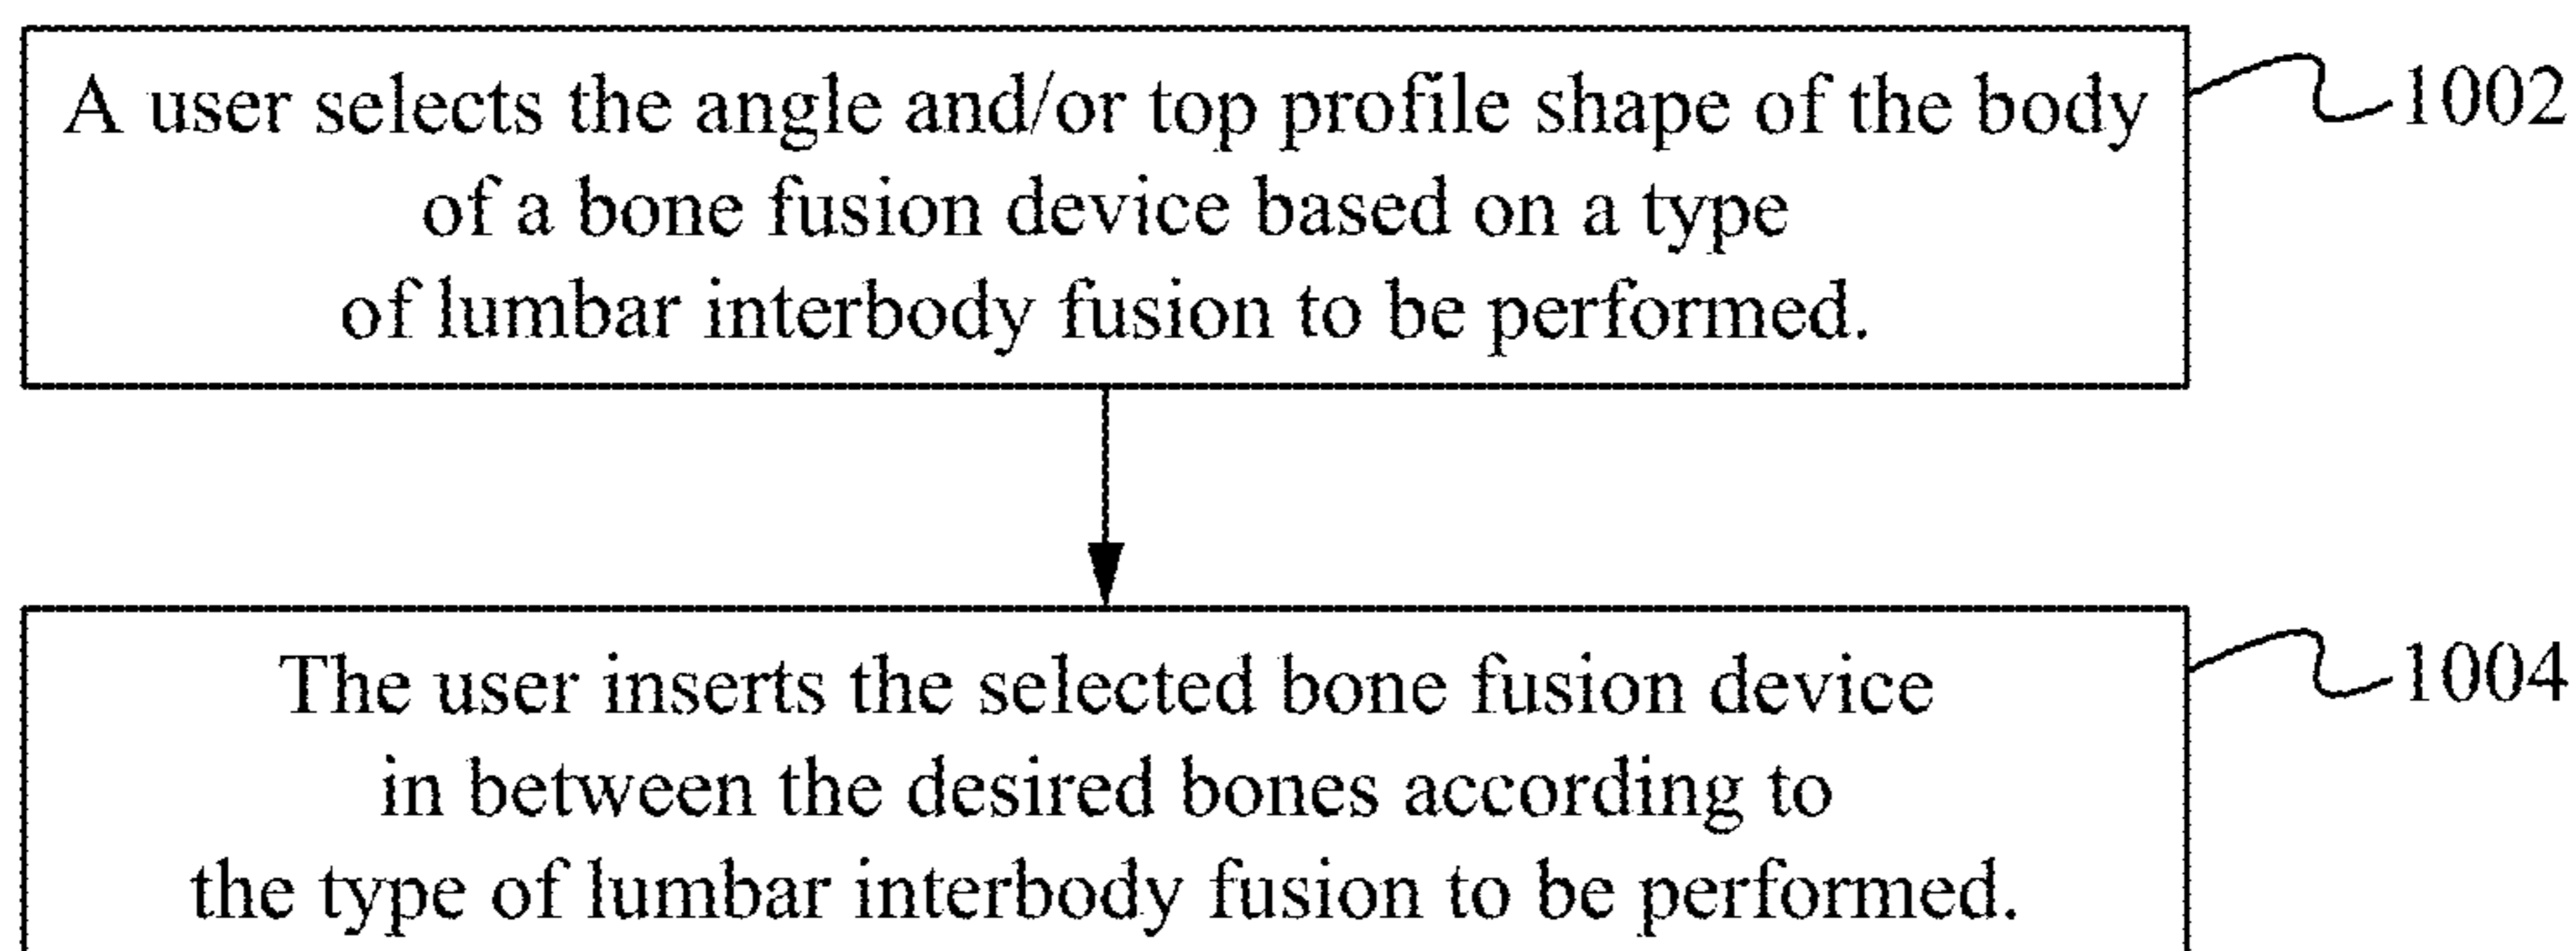 A user selects the angle and/or top profile shape of the body
of a bone fusion device based on a type
of lumbar interbody fusion to be performed.
1002
The user inserts the selected bone fusion device
in between the desired bones according to
the type of lumbar interbody fusion to be performed.
1004